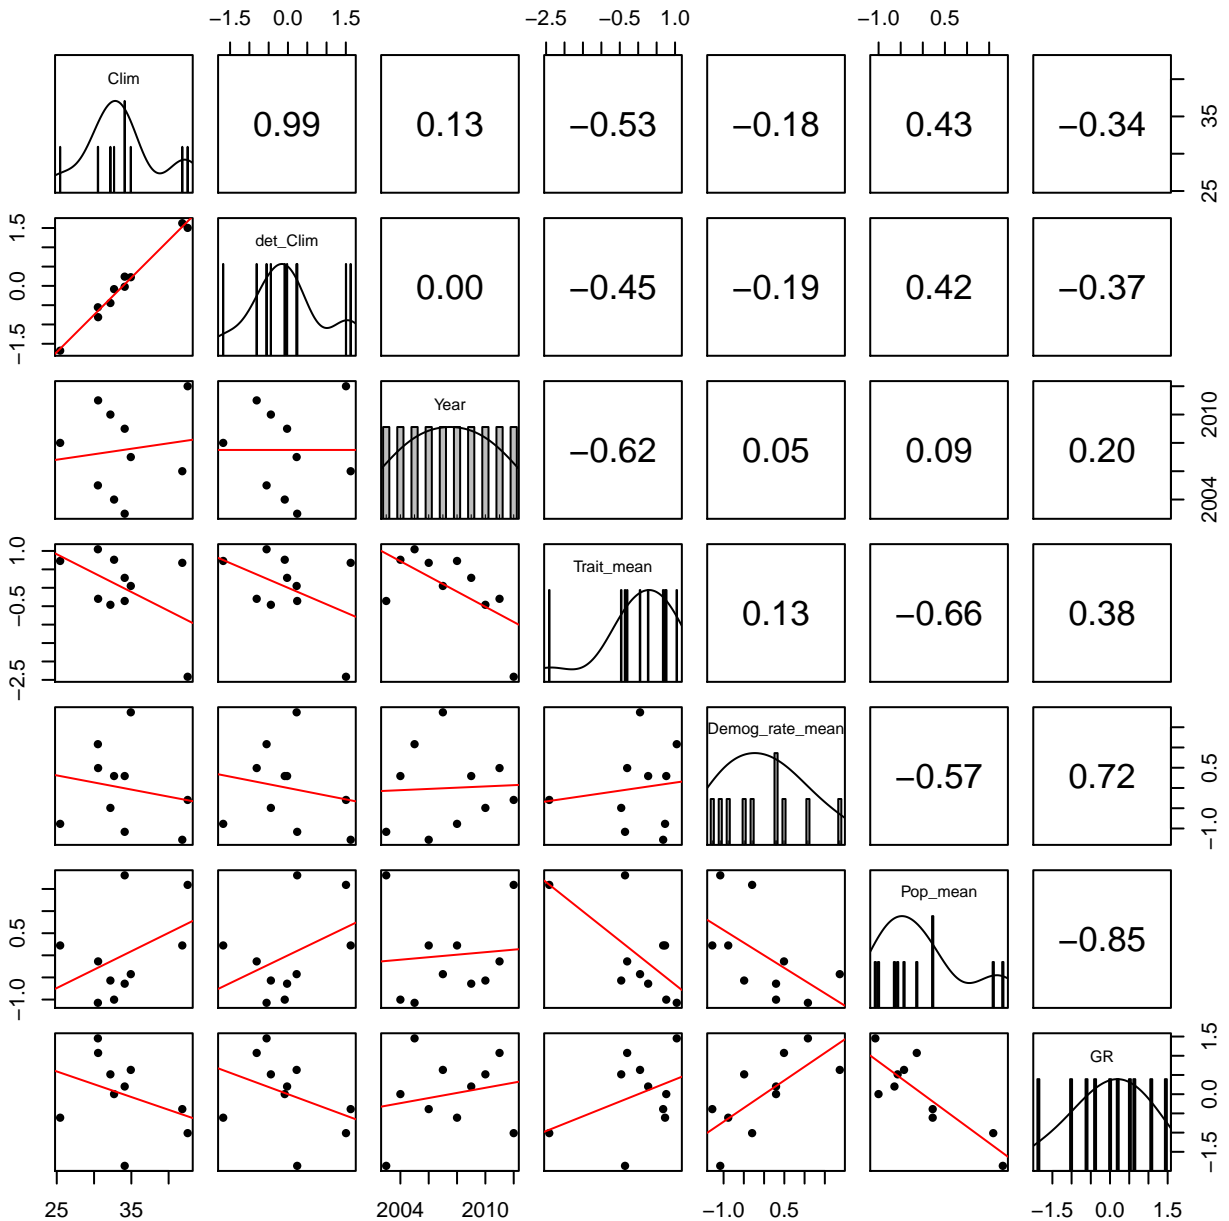 −1.5 0.0 1.5 −2.5 −0.5 1.0 −1.0 0.5
Clim 0.99 0.13 −0.53 −0.18 0.43 −0.34 25 35
−1.5 0.0 1.5 det_Clim 0.00 −0.45 −0.19 0.42 −0.37
Year −0.62 0.05 0.09 0.20 2004 2010
−2.5 −0.5 1.0 Trait_mean 0.13 −0.66 0.38
Demog_rate_mean −0.57 0.72 −1.0 0.5
−1.0 0.5 Pop_mean −0.85
GR −1.5 0.0 1.5
25 35 2004 2010 −1.0 0.5 −1.5 0.0 1.5